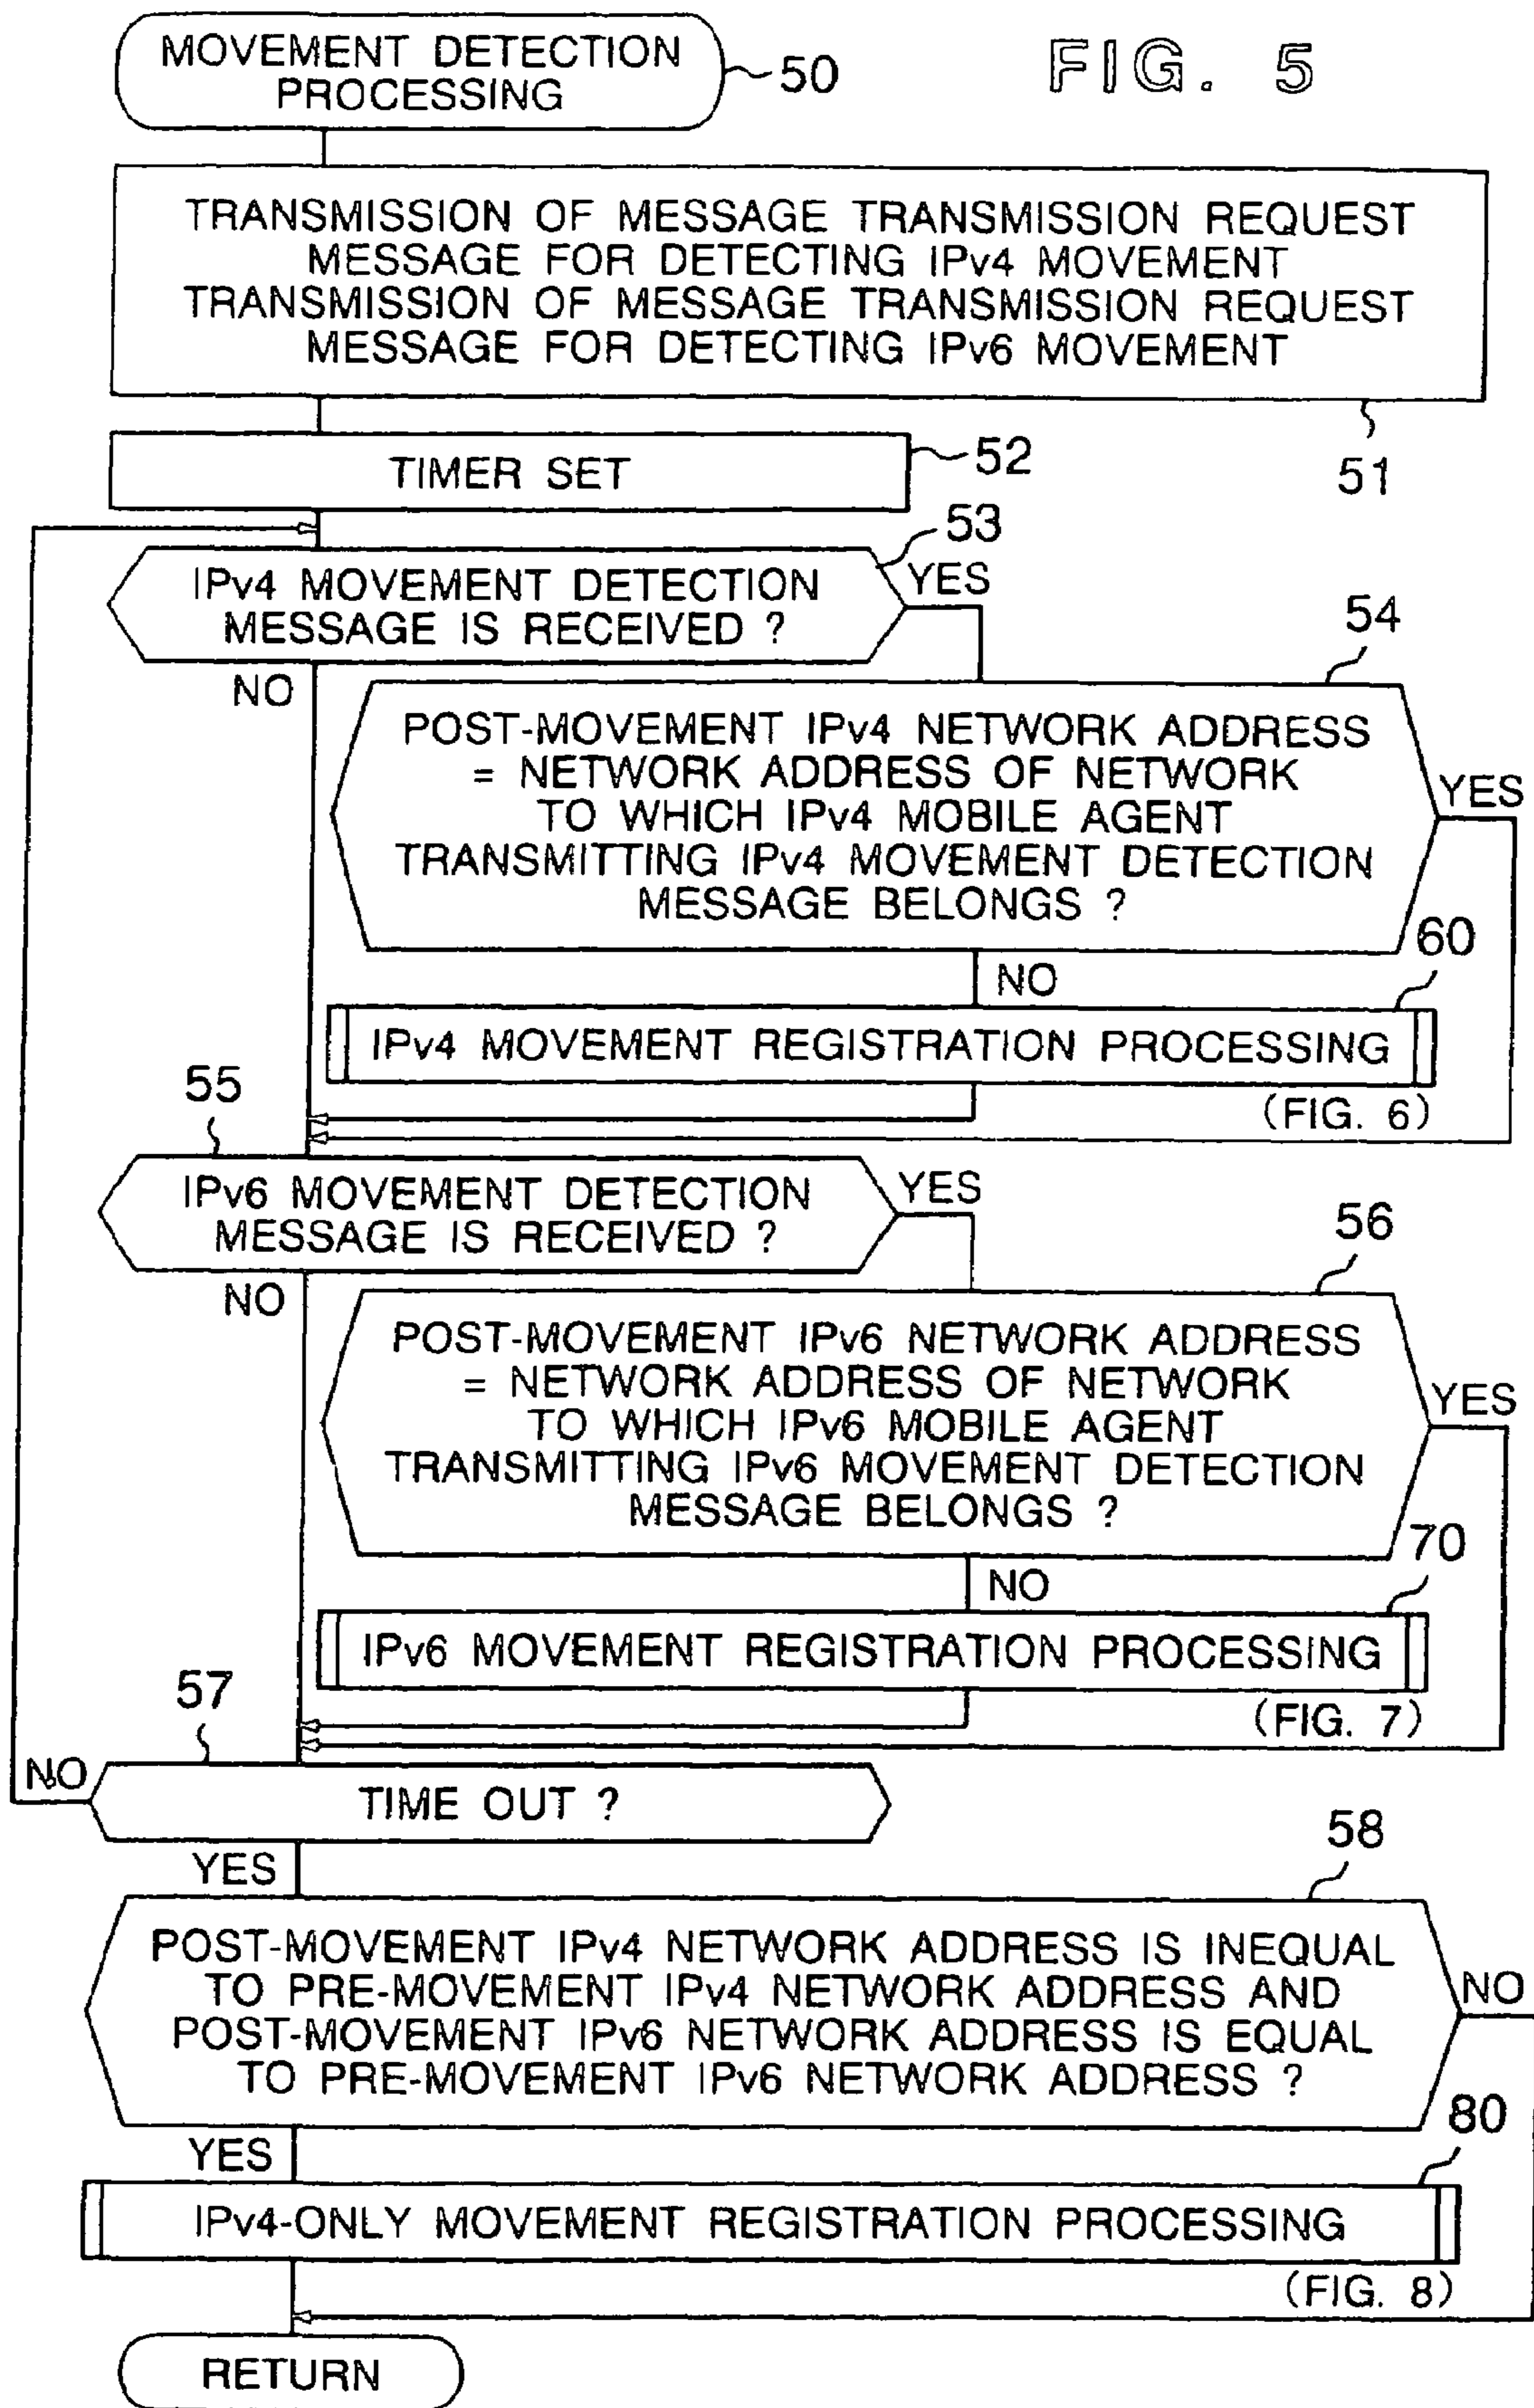 MOVEMENT DETECTION
PROCESSING
50
FIG. 5
TRANSMISSION OF MESSAGE TRANSMISSION REQUEST
MESSAGE FOR DETECTING IPv4 MOVEMENT
TRANSMISSION OF MESSAGE TRANSMISSION REQUEST
MESSAGE FOR DETECTING IPv6 MOVEMENT
51
TIMER SET
52
53
IPv4 MOVEMENT DETECTION
MESSAGE IS RECEIVED ?
YES
NO
54
POST-MOVEMENT IPv4 NETWORK ADDRESS
= NETWORK ADDRESS OF NETWORK
TO WHICH IPv4 MOBILE AGENT
TRANSMITTING IPv4 MOVEMENT DETECTION
MESSAGE BELONGS ?
YES
NO
60
IPv4 MOVEMENT REGISTRATION PROCESSING
(FIG. 6)
55
IPv6 MOVEMENT DETECTION
MESSAGE IS RECEIVED ?
YES
NO
56
POST-MOVEMENT IPv6 NETWORK ADDRESS
= NETWORK ADDRESS OF NETWORK
TO WHICH IPv6 MOBILE AGENT
TRANSMITTING IPv6 MOVEMENT DETECTION
MESSAGE BELONGS ?
YES
NO
70
IPv6 MOVEMENT REGISTRATION PROCESSING
(FIG. 7)
57
NO
TIME OUT ?
YES
58
POST-MOVEMENT IPv4 NETWORK ADDRESS IS INEQUAL
TO PRE-MOVEMENT IPv4 NETWORK ADDRESS AND
POST-MOVEMENT IPv6 NETWORK ADDRESS IS EQUAL
TO PRE-MOVEMENT IPv6 NETWORK ADDRESS ?
NO
YES
80
IPv4-ONLY MOVEMENT REGISTRATION PROCESSING
(FIG. 8)
RETURN